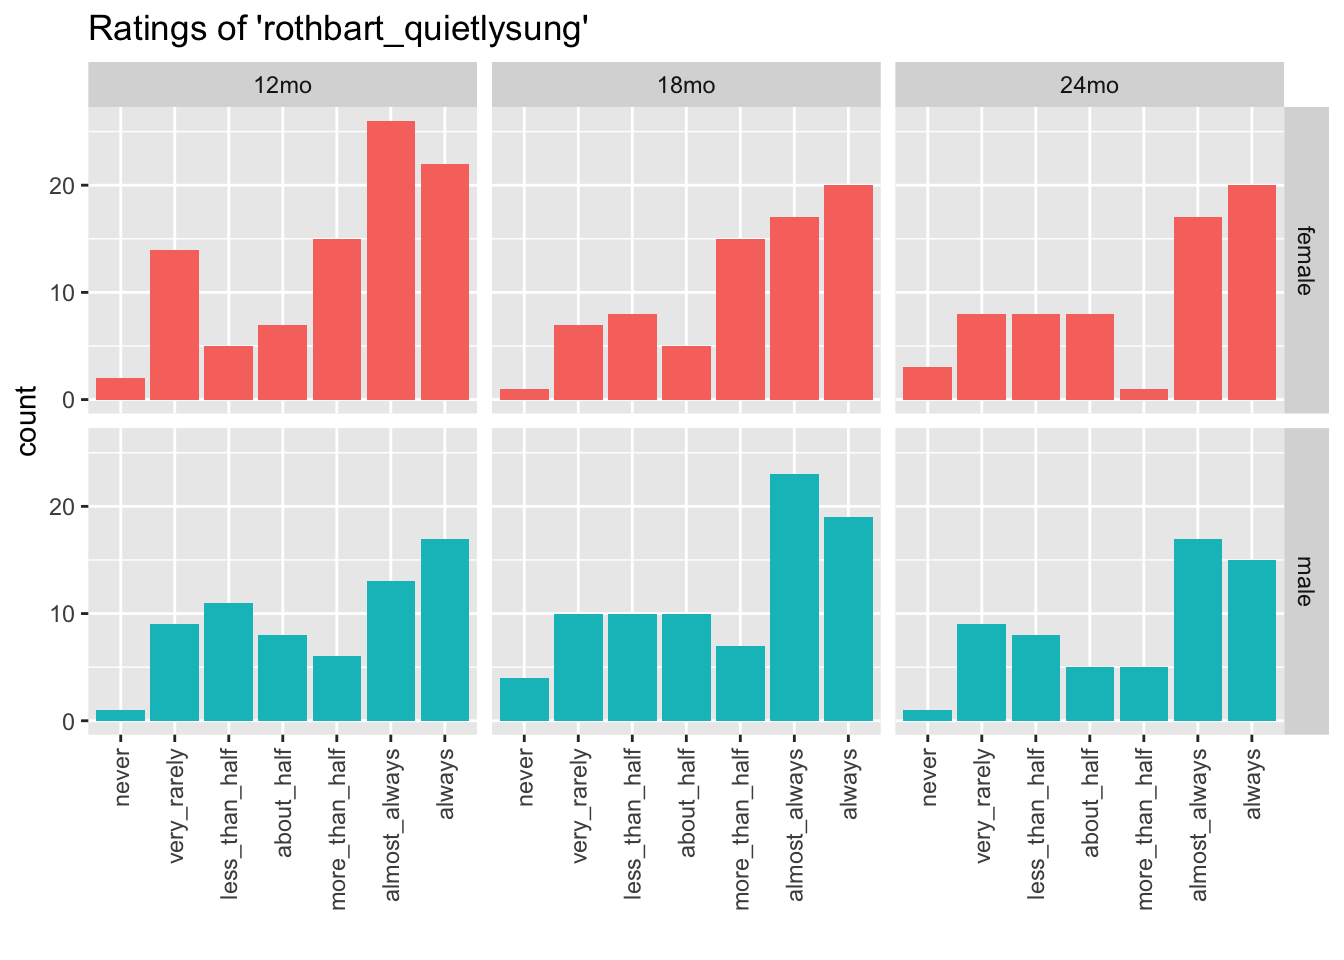 Ratings of 'rothbart_quietlysung'
12mo 18mo 24mo
20
10
0
female
count
20
10
0
male
never very_rarely less_than_half about_half more_than_half almost_always always never very_rarely less_than_half about_half more_than_half almost_always always never very_rarely less_than_half about_half more_than_half almost_always always